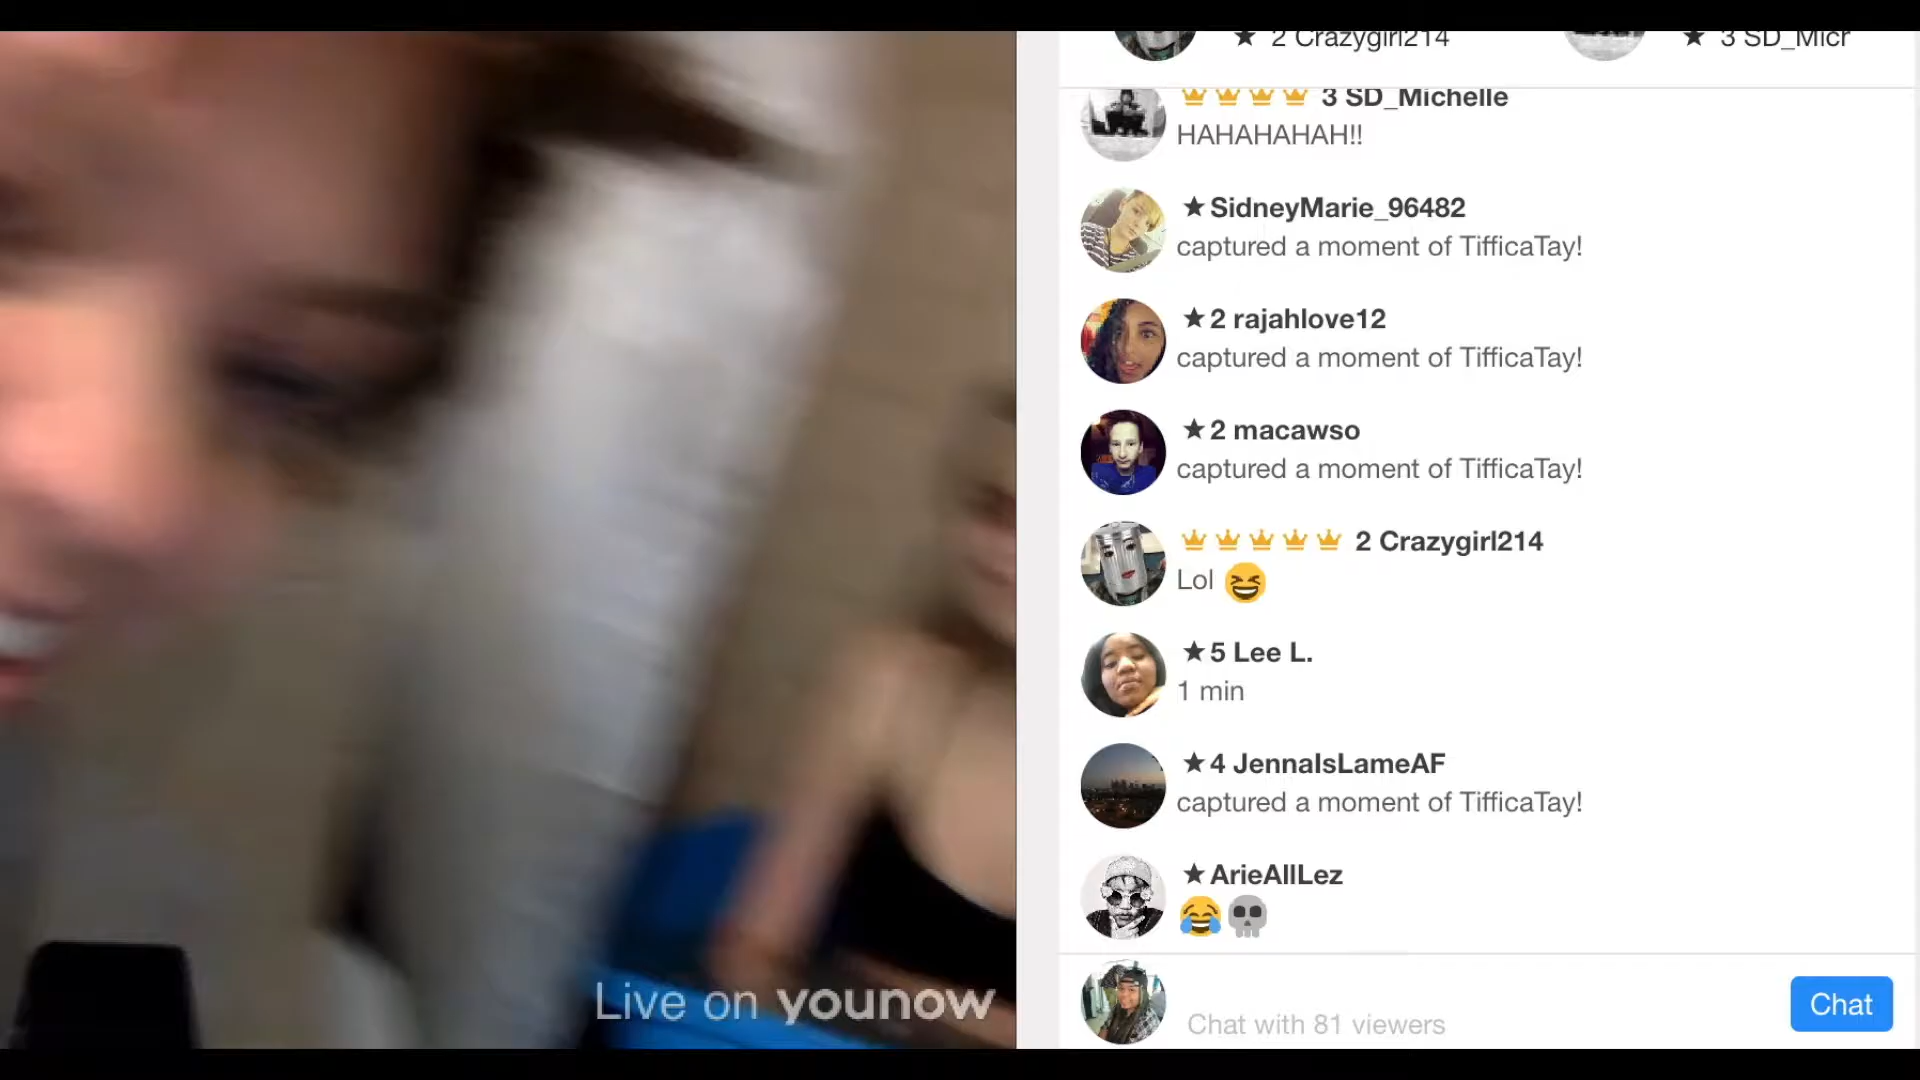 ★ 2 Crazygirl214 ★ 3 SD_Micr
3 SD_Michelle
HAHAHAHAH!!
★ SidneyMarie_96482
captured a moment of TifficaTay!
★ 2 rajahlove12
captured a moment of TifficaTay!
★ 2 macawso
captured a moment of TifficaTay!
2 Crazygirl214
Lol 😆
★ 5 Lee L.
1 min
★ 4 JennaIsLameAF
captured a moment of TifficaTay!
★ ArieAllLez
😂💀
Chat with 81 viewers
Chat
Live on younow